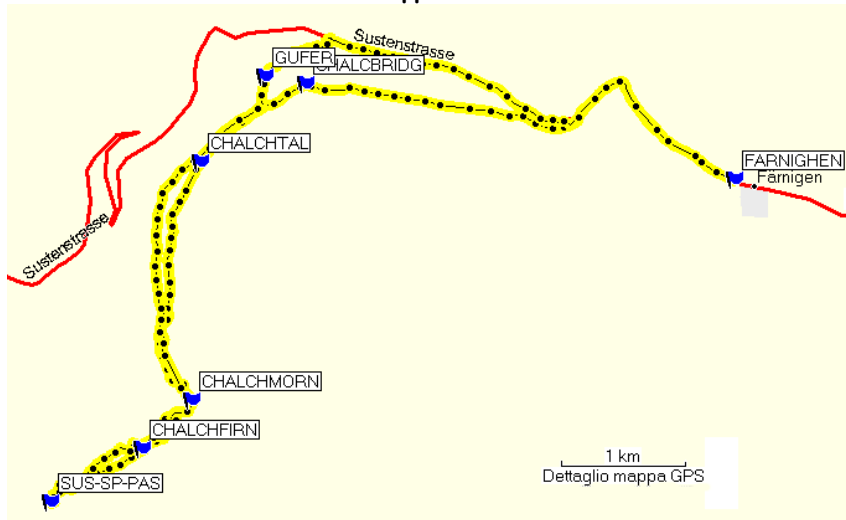 Sustenstrasse
GUFER
CHALCBRIDG
CHALCHTAL
FARNIGHEN
Färnigen
Sustenstrasse
CHALCHMORN
CHALCHFIRN
SUS-SP-PAS
1 km
Dettaglio mappa GPS